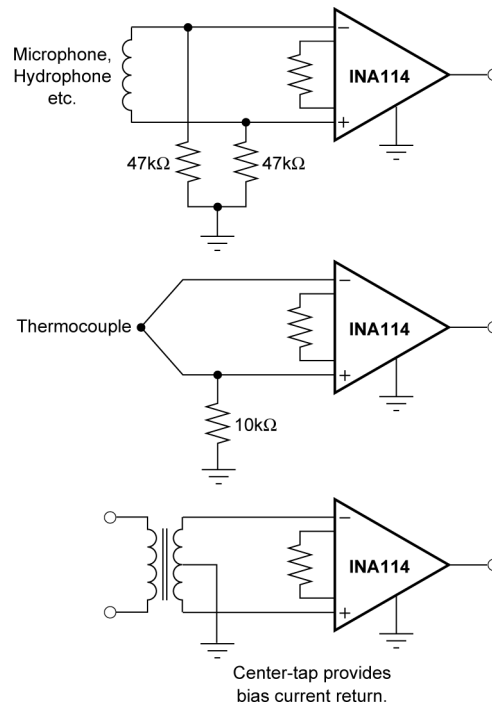 Microphone,
Hydrophone
etc.
−
INA114
+
47kΩ
47kΩ
−
Thermocouple
INA114
+
10kΩ
−
INA114
+
Center-tap provides
bias current return.